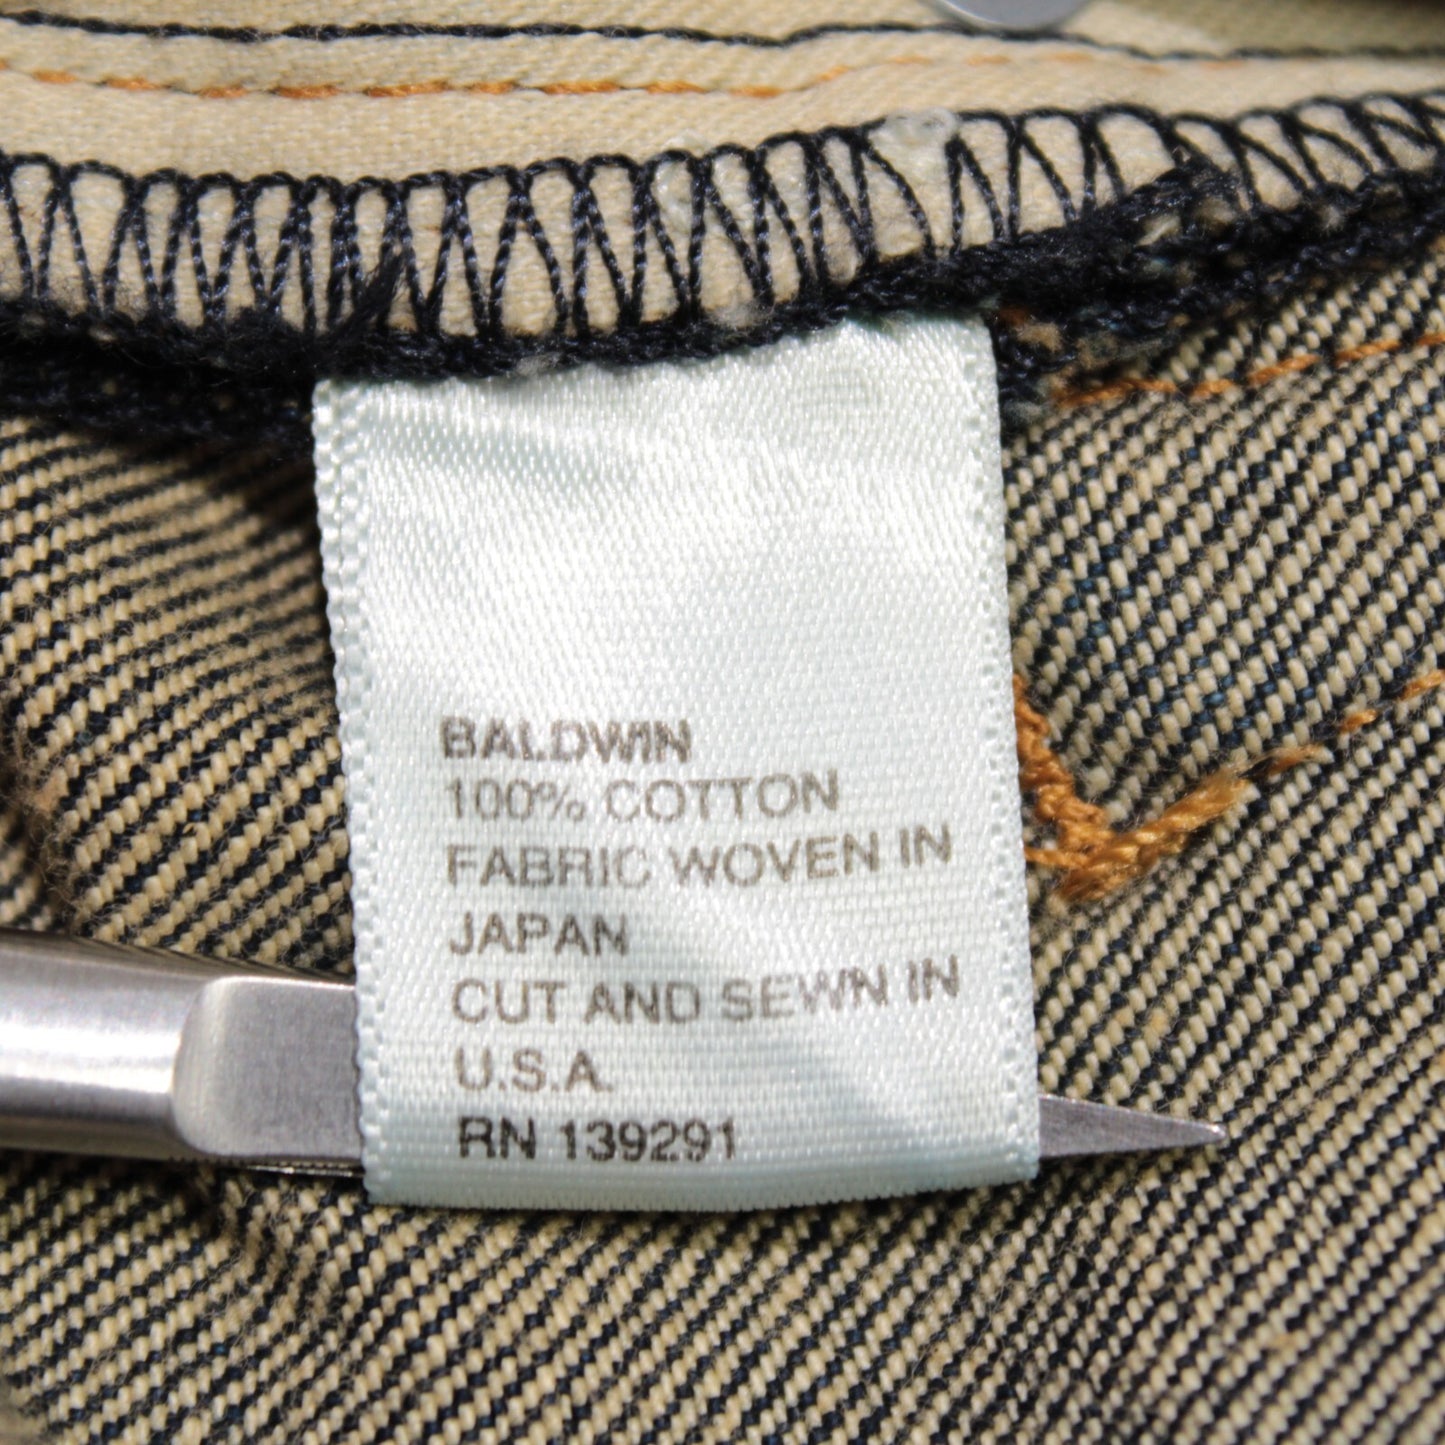 BALDWIN
100% COTTON
FABRIC WOVEN IN
JAPAN
CUT AND SEWN IN
U.S.A.
RN 139291